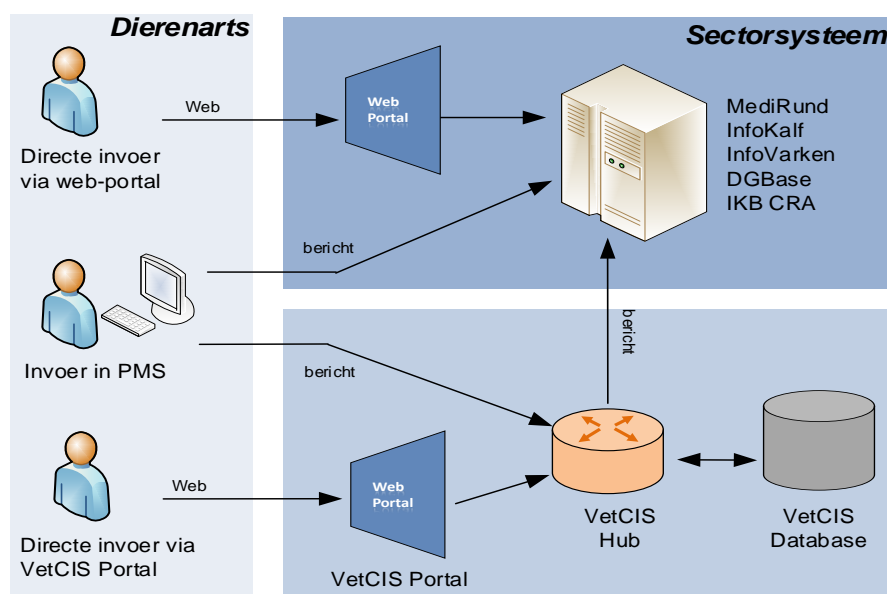 Dierenarts
Sectorsysteem
Web
Web
Portal
MediRund
InfoKalf
InfoVarken
DGBase
IKB CRA
Directe invoer
via web-portal
bericht
Invoer in PMS
bericht
bericht
Web
Web
Portal
Directe invoer via
VetCIS Portal
VetCIS Portal
VetCIS
Hub
VetCIS
Database